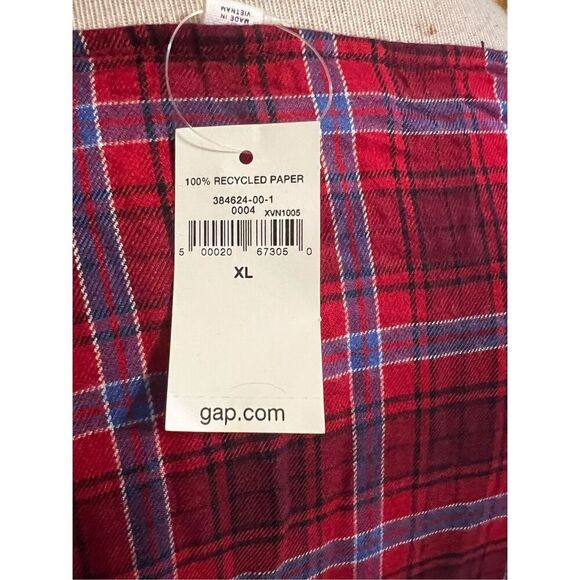 MADE IN
VIETNAM
100% RECYCLED PAPER
384624-00-1
0004 XVN1005
5 00020 67305 0
XL
gap.com